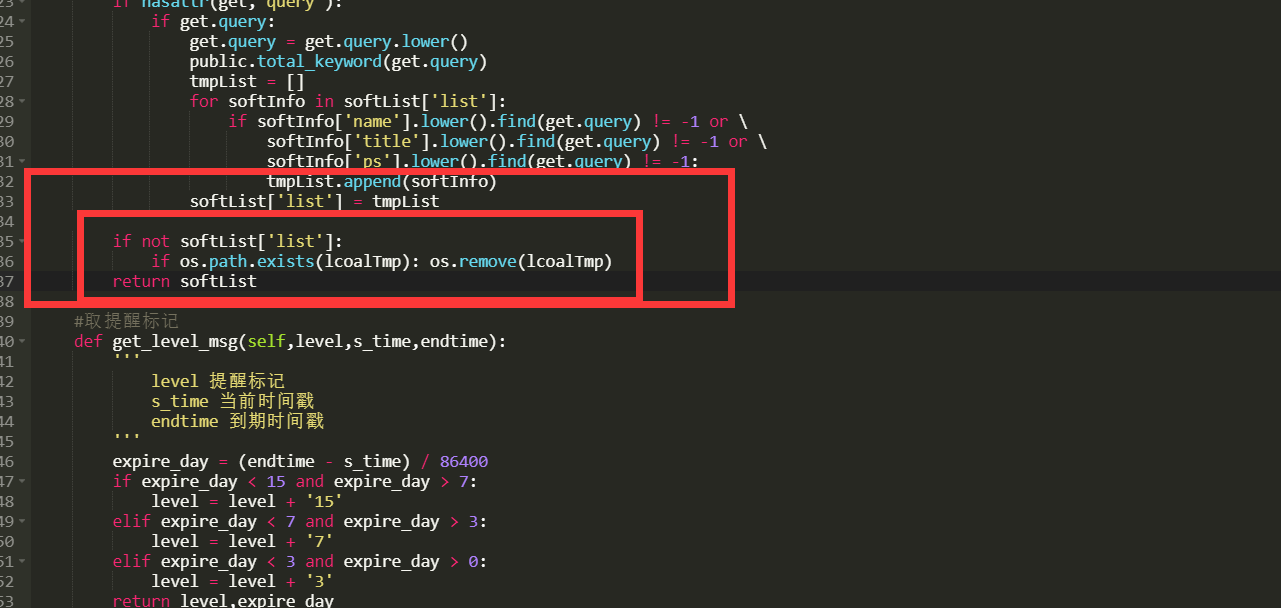 23 if hasattr(get,'query'):
24 if get.query:
25 get.query = get.query.lower()
26 public.total_keyword(get.query)
27 tmpList = []
28 for softInfo in softList['list']:
29 if softInfo['name'].lower().find(get.query) != -1 or \
30 softInfo['title'].lower().find(get.query) != -1 or \
31 softInfo['ps'].lower().find(get.query) != -1:
32 tmpList.append(softInfo)
33 softList['list'] = tmpList
34
35 if not softList['list']:
36 if os.path.exists(lcoalTmp): os.remove(lcoalTmp)
37 return softList
38
39 #取提醒标记
40 def get_level_msg(self,level,s_time,endtime):
41 '''
42 level 提醒标记
43 s_time 当前时间戳
44 endtime 到期时间戳
45 '''
46 expire_day = (endtime - s_time) / 86400
47 if expire_day < 15 and expire_day > 7:
48 level = level + '15'
49 elif expire_day < 7 and expire_day > 3:
50 level = level + '7'
51 elif expire_day < 3 and expire_day > 0:
52 level = level + '3'
53 return level,expire_day